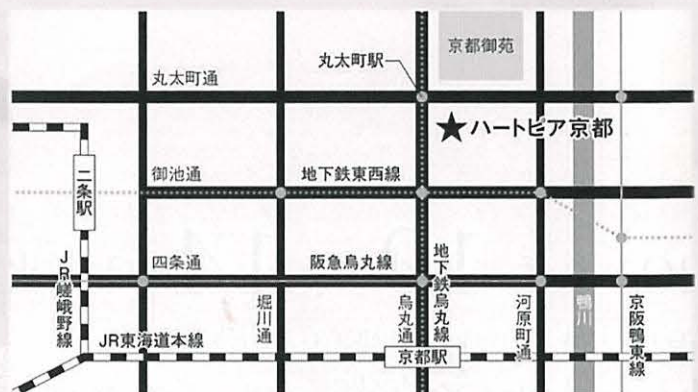 京都御苑
丸太町駅
丸太町通
★ハートピア京都
御池通
地下鉄東西線
二条駅
四条通
阪急烏丸線
地下鉄烏丸線
JR嵯峨野線
堀川通
烏丸通
河原町通
鴨川
京阪鴨東線
JR東海道本線
京都駅